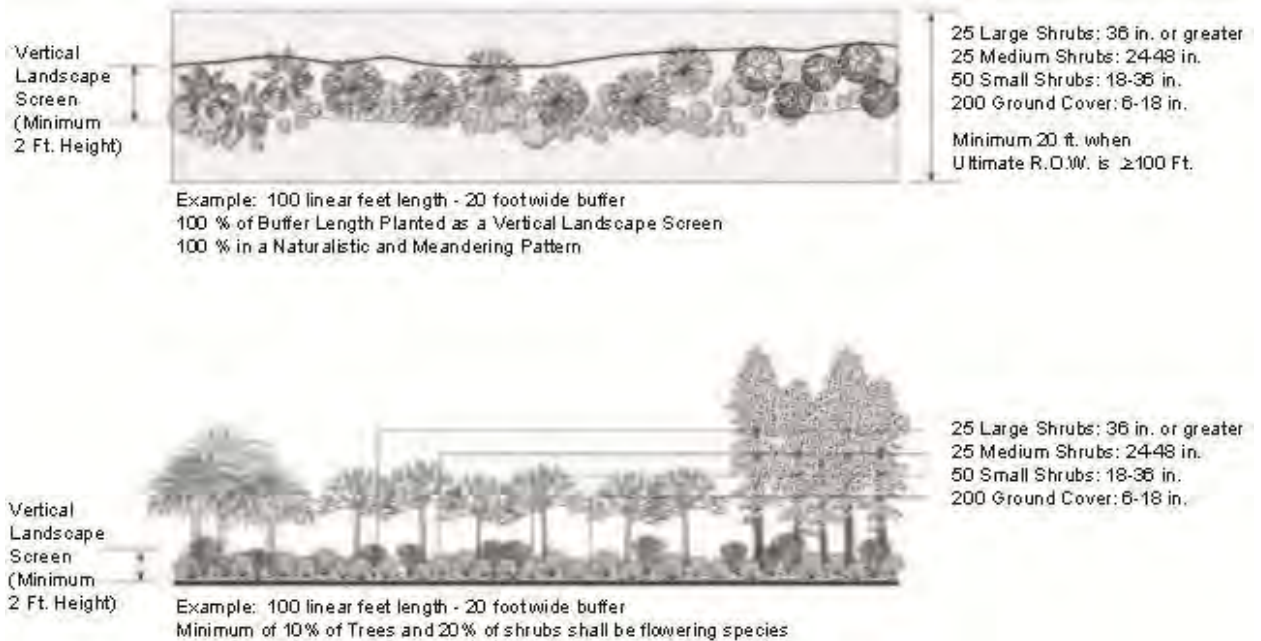 Vertical
Landscape
Screen
(Minimum
2 Ft. Height)
25 Large Shrubs: 36 in. or greater
25 Medium Shrubs: 24-48 in.
50 Small Shrubs: 18-36 in.
200 Ground Cover: 6-18 in.
Minimum 20 ft. when
Ultimate R.O.W. is ≥100 Ft.
Example: 100 linear feet length - 20 foot wide buffer
100 % of Buffer Length Planted as a Vertical Landscape Screen
100 % in a Naturalistic and Meandering Pattern
25 Large Shrubs: 36 in. or greater
25 Medium Shrubs: 24-48 in.
50 Small Shrubs: 18-36 in.
200 Ground Cover: 6-18 in.
Vertical
Landscape
Screen
(Minimum
2 Ft. Height)
Example: 100 linear feet length - 20 foot wide buffer
Minimum of 10% of Trees and 20% of shrubs shall be flowering species